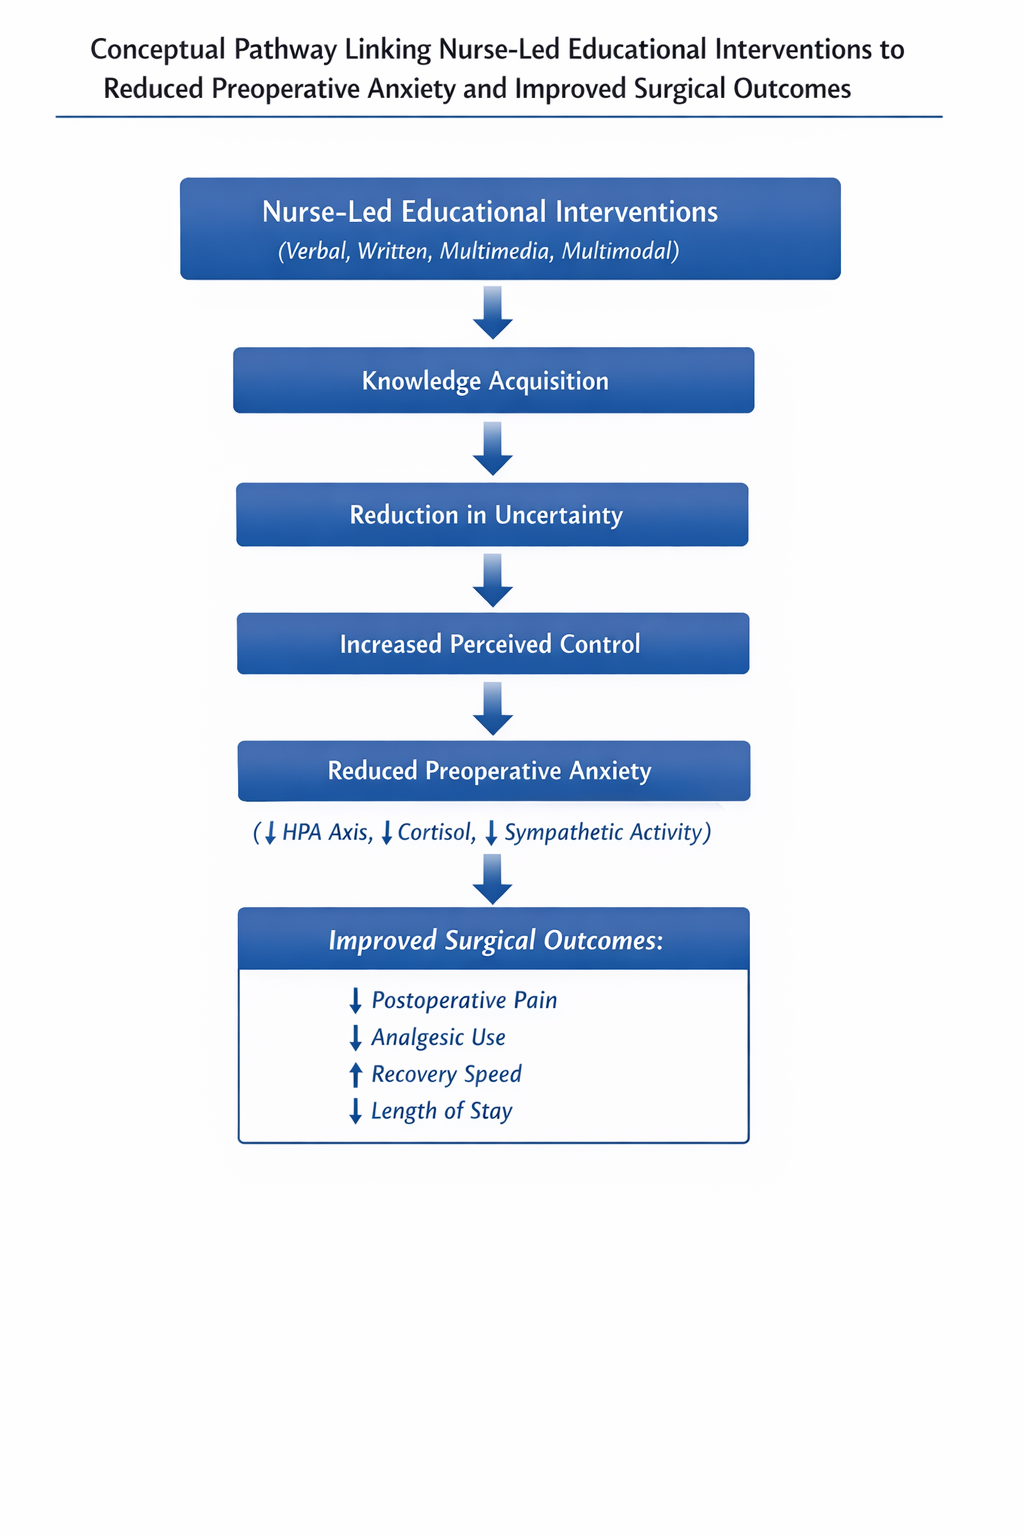 Conceptual Pathway Linking Nurse-Led Educational Interventions to
Reduced Preoperative Anxiety and Improved Surgical Outcomes
Nurse-Led Educational Interventions
(Verbal, Written, Multimedia, Multimodal)
Knowledge Acquisition
Reduction in Uncertainty
Increased Perceived Control
Reduced Preoperative Anxiety
(↓ HPA Axis, ↓ Cortisol, ↓ Sympathetic Activity)
Improved Surgical Outcomes:
↓ Postoperative Pain
↓ Analgesic Use
↑ Recovery Speed
↓ Length of Stay